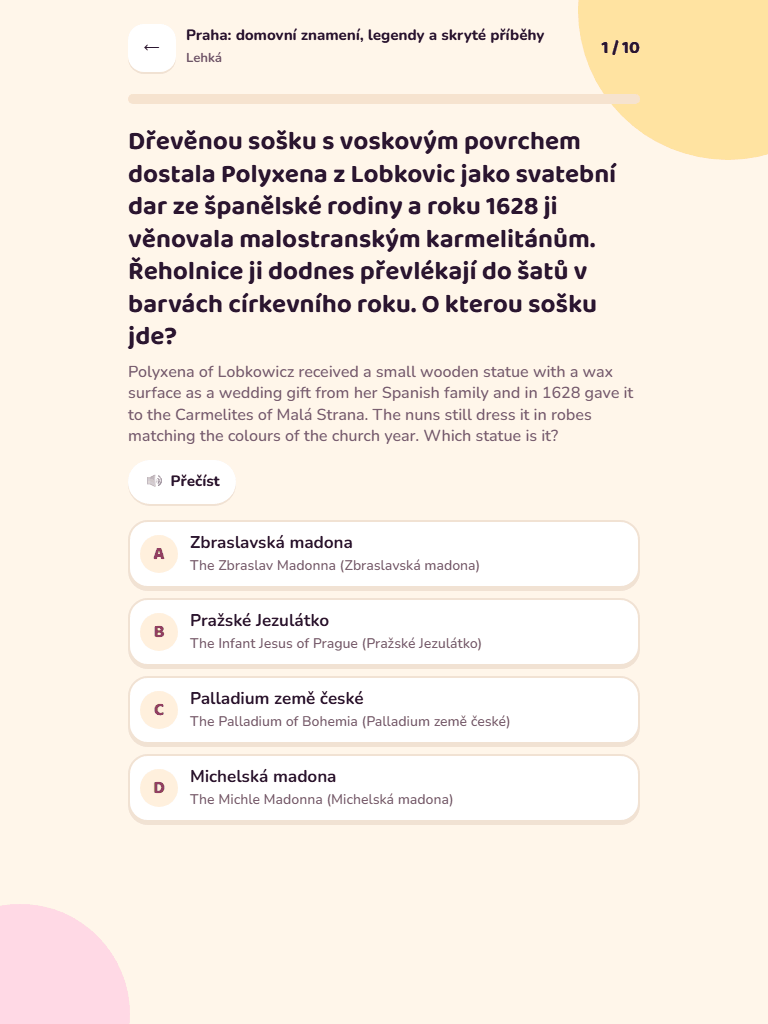 ←
Praha: domovní znamení, legendy a skryté příběhy
Lehká
1 / 10
Dřevěnou sošku s voskovým povrchem
dostala Polyxena z Lobkovic jako svatební
dar ze španělské rodiny a roku 1628 ji
věnovala malostranským karmelitánům.
Řeholnice ji dodnes převlékají do šatů v
barvách církevního roku. O kterou sošku
jde?
Polyxena of Lobkowicz received a small wooden statue with a wax
surface as a wedding gift from her Spanish family and in 1628 gave it
to the Carmelites of Malá Strana. The nuns still dress it in robes
matching the colours of the church year. Which statue is it?
Přečíst
A
Zbraslavská madona
The Zbraslav Madonna (Zbraslavská madona)
B
Pražské Jezulátko
The Infant Jesus of Prague (Pražské Jezulátko)
C
Palladium země české
The Palladium of Bohemia (Palladium země české)
D
Michelská madona
The Michle Madonna (Michelská madona)